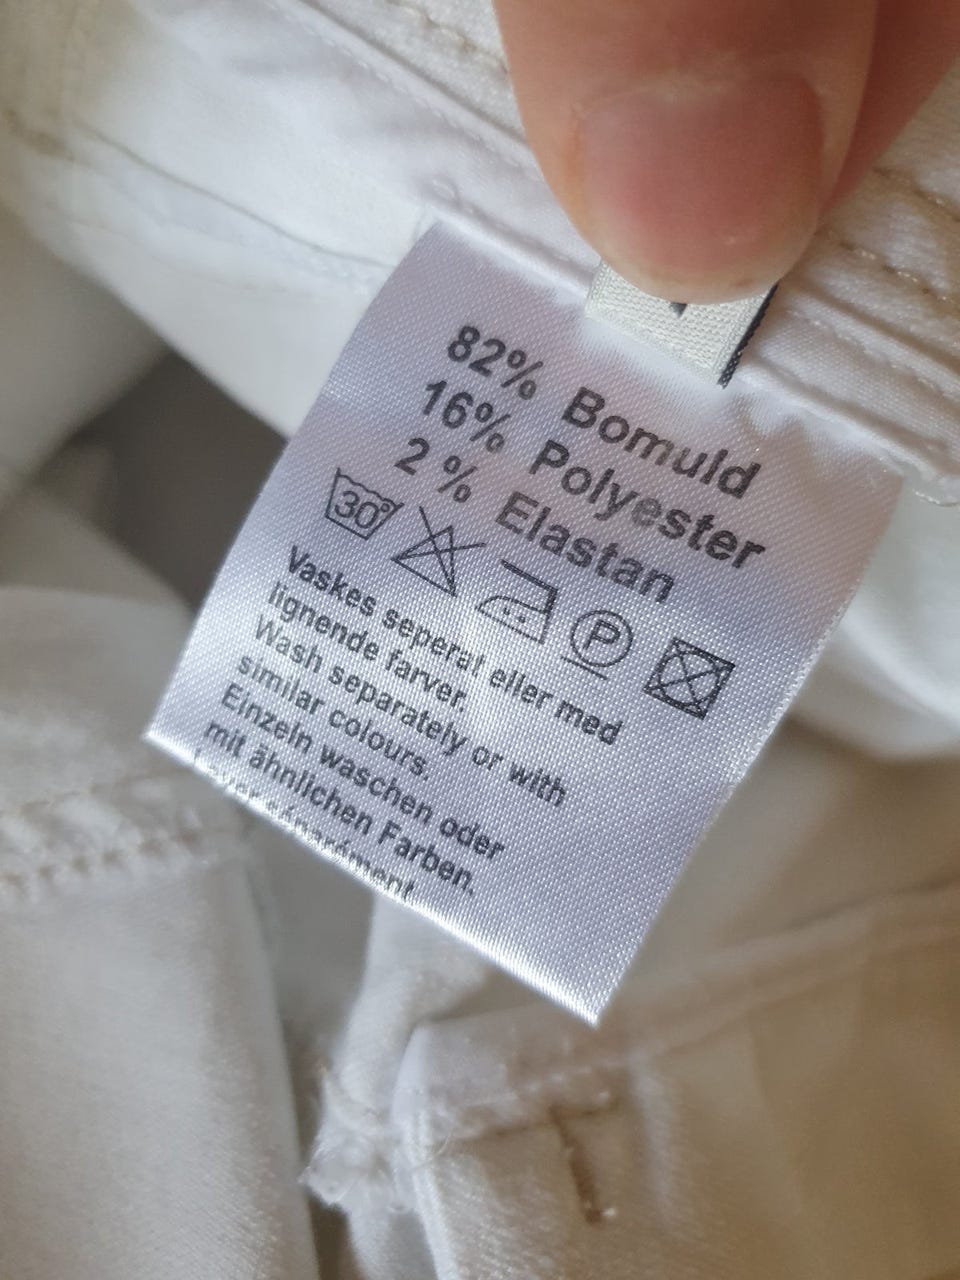 82% Bomuld
16% Polyester
2 % Elastan
30°
P
Vaskes seperat eller med
lignende farver.
Wash separately or with
similar colours.
Einzeln waschen oder
mit ähnlichen Farben.
séparément